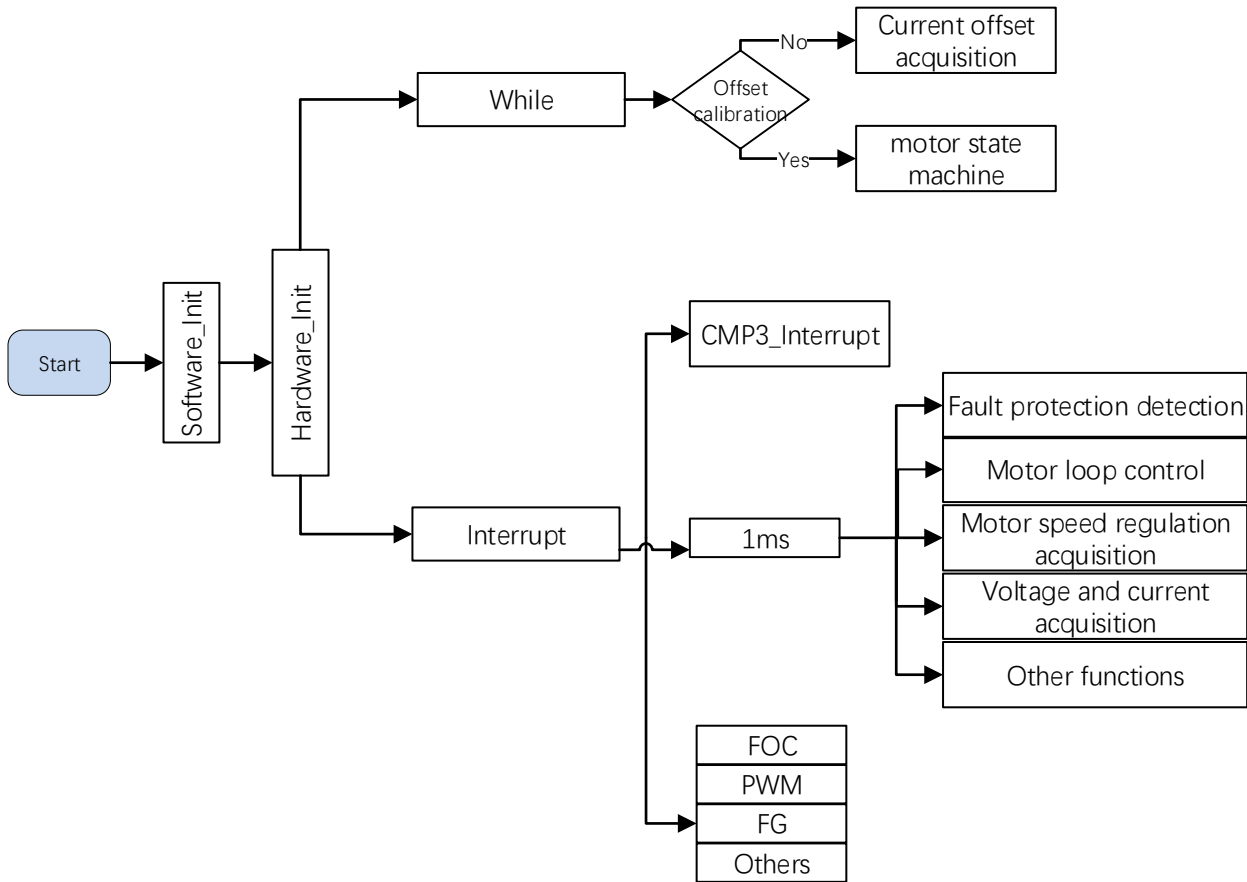 Start
Software_Init
Hardware_Init
While
Offset
calibration
No
Current offset
acquisition
Yes
motor state
machine
Interrupt
CMP3_Interrupt
1ms
Fault protection detection
Motor loop control
Motor speed regulation
acquisition
Voltage and current
acquisition
Other functions
FOC
PWM
FG
Others